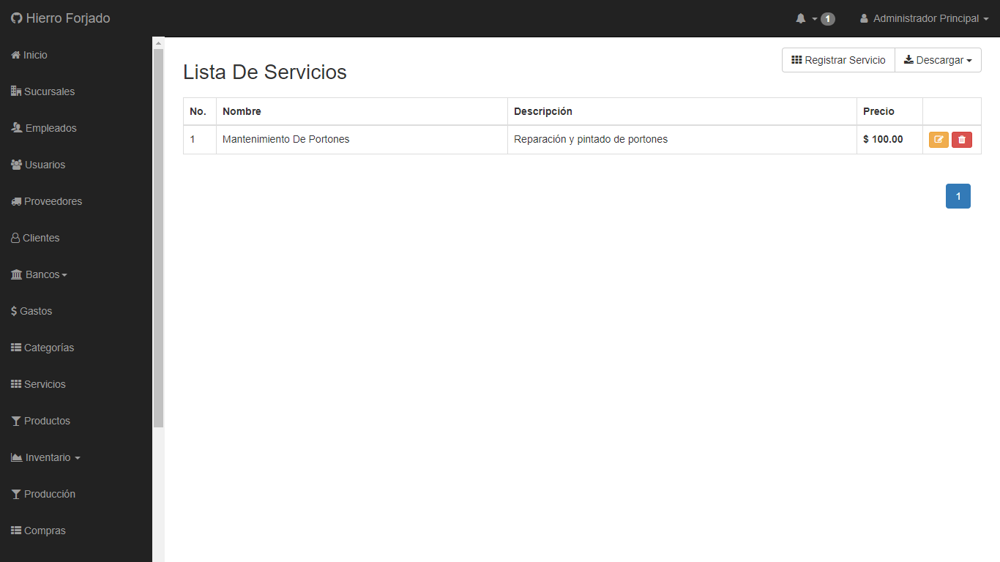 Hierro Forjado
1
Administrador Principal
Inicio
Sucursales
Empleados
Usuarios
Proveedores
Clientes
Bancos
$ Gastos
Categorías
Servicios
Productos
Inventario
Producción
Compras
Lista De Servicios
Registrar Servicio
Descargar
No. Nombre Descripción Precio
1 Mantenimiento De Portones Reparación y pintado de portones $ 100.00
1